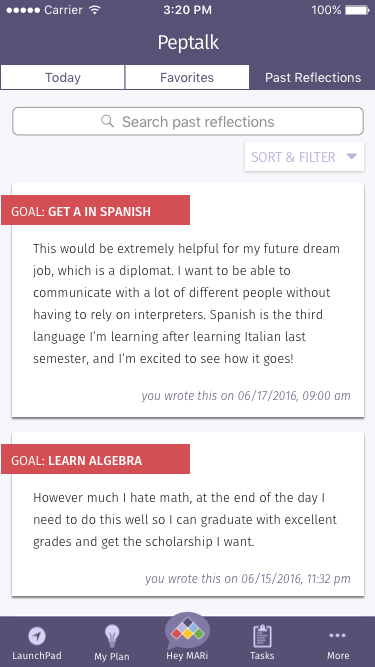 Carrier 3:20 PM 100%
Peptalk
Today Favorites Past Reflections
Search past reflections
SORT & FILTER
GOAL: GET A IN SPANISH
This would be extremely helpful for my future dream
job, which is a diplomat. I want to be able to
communicate with a lot of different people without
having to rely on interpreters. Spanish is the third
language I’m learning after learning Italian last
semester, and I’m excited to see how it goes!
you wrote this on 06/17/2016, 09:00 am
GOAL: LEARN ALGEBRA
However much I hate math, at the end of the day I
need to do this well so I can graduate with excellent
grades and get the scholarship I want.
you wrote this on 06/15/2016, 11:32 pm
LaunchPad My Plan Hey MARi Tasks More